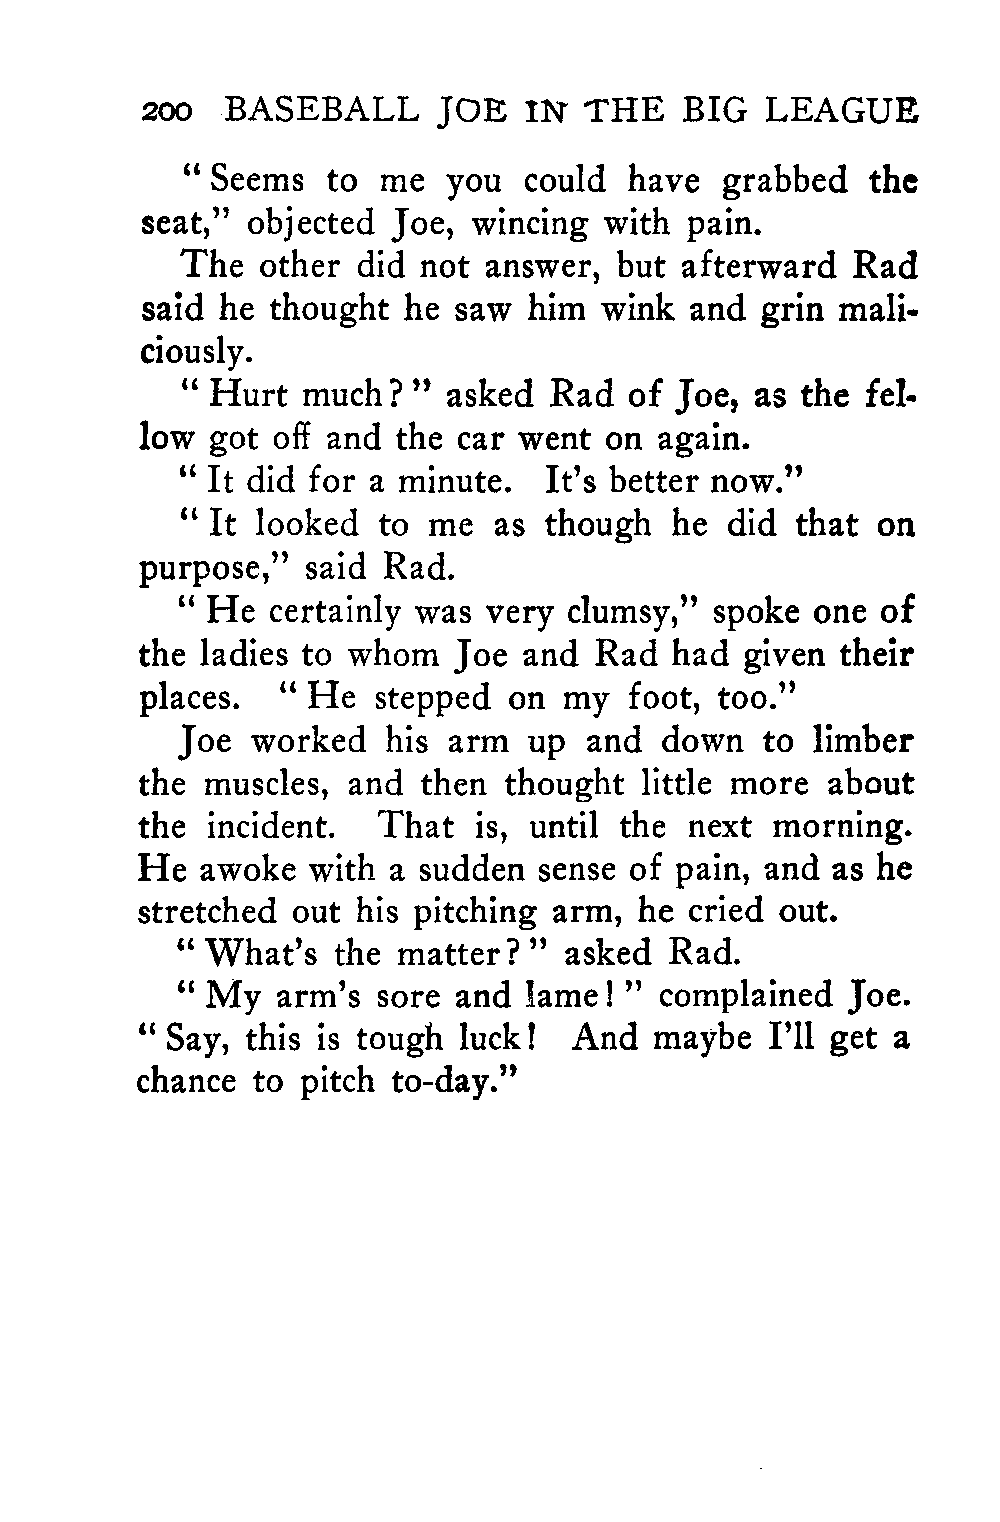 200 BASEBALL JOE IN THE BIG LEAGUE
“ Seems to me you could have grabbed the
seat,” objected Joe, wincing with pain.
The other did not answer, but afterward Rad
said he thought he saw him wink and grin mali-
ciously.
“ Hurt much? ” asked Rad of Joe, as the fel-
low got off and the car went on again.
“ It did for a minute. It’s better now.”
“ It looked to me as though he did that on
purpose,” said Rad.
“ He certainly was very clumsy,” spoke one of
the ladies to whom Joe and Rad had given their
places. “ He stepped on my foot, too.”
Joe worked his arm up and down to limber
the muscles, and then thought little more about
the incident. That is, until the next morning.
He awoke with a sudden sense of pain, and as he
stretched out his pitching arm, he cried out.
“ What’s the matter? ” asked Rad.
“ My arm’s sore and lame! ” complained Joe.
“ Say, this is tough luck! And maybe I’ll get a
chance to pitch to-day.”